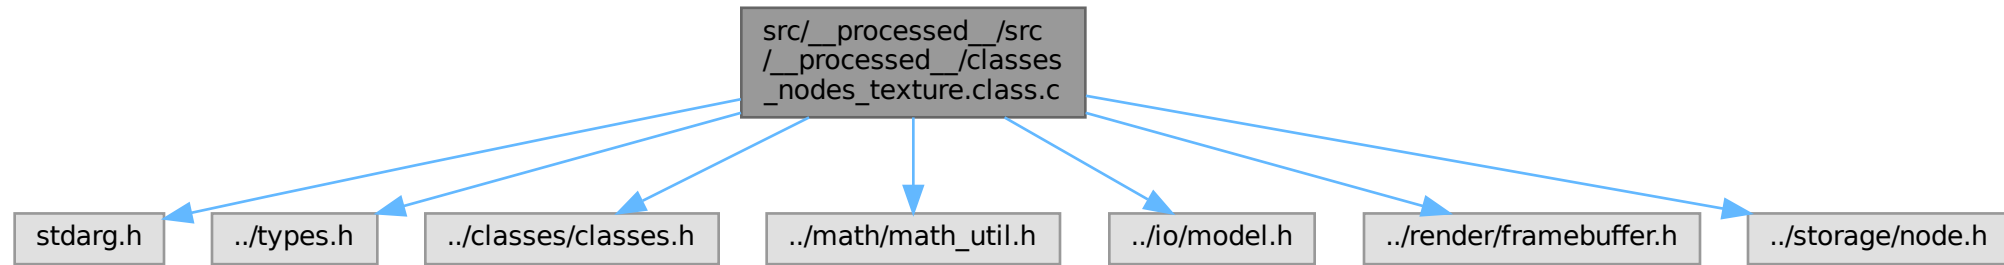 src/__processed__/src
/__processed__/classes
_nodes_texture.class.c
stdarg.h
../types.h
../classes/classes.h
../math/math_util.h
../io/model.h
../render/framebuffer.h
../storage/node.h